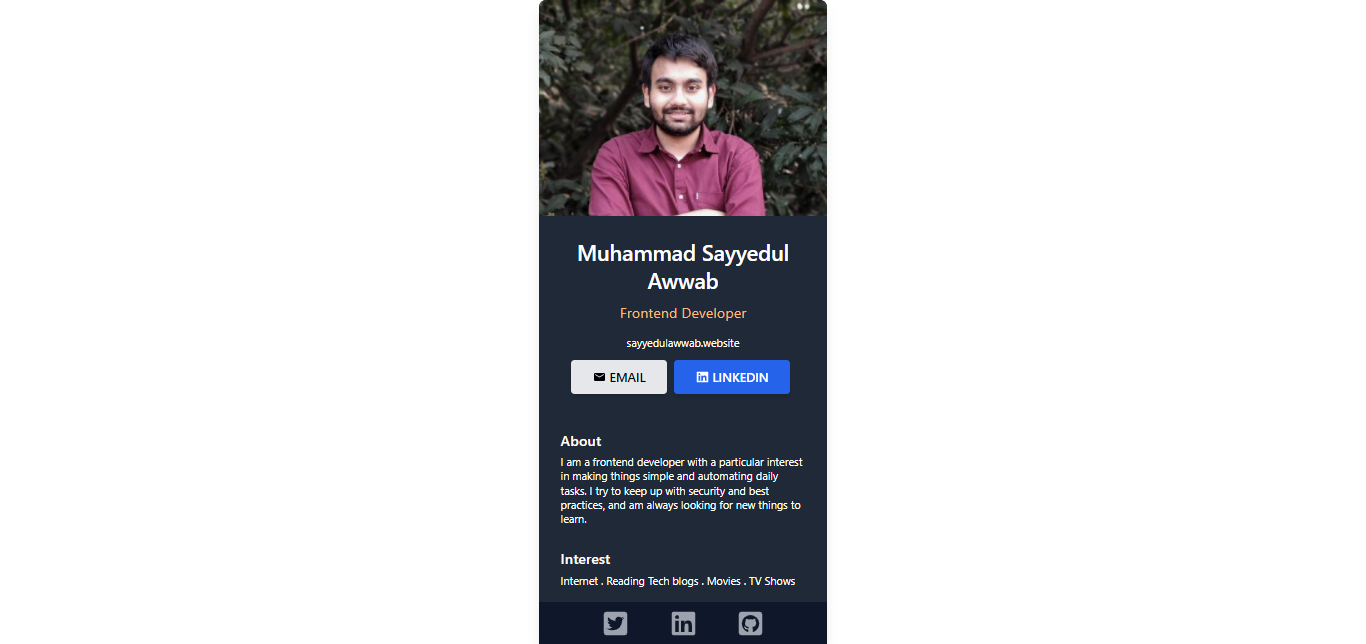 Muhammad Sayyedul
Awwab
Frontend Developer
sayyedulawwab.website
EMAIL
in LINKEDIN
About
I am a frontend developer with a particular interest
in making things simple and automating daily
tasks. I try to keep up with security and best
practices, and am always looking for new things to
learn.
Interest
Internet . Reading Tech blogs . Movies . TV Shows
in